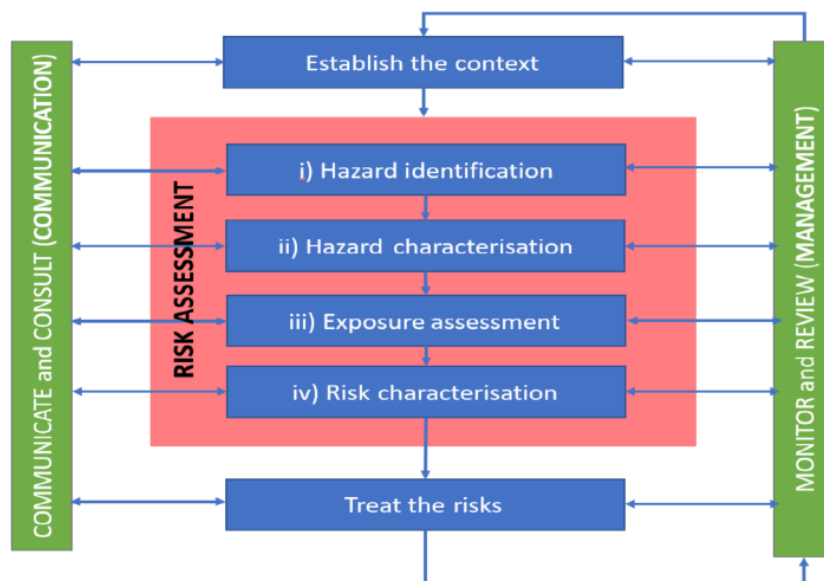 Establish the context
COMMUNICATE and CONSULT (COMMUNICATION)
RISK ASSESSMENT
i) Hazard identification
ii) Hazard characterisation
iii) Exposure assessment
iv) Risk characterisation
Treat the risks
MONITOR and REVIEW (MANAGEMENT)